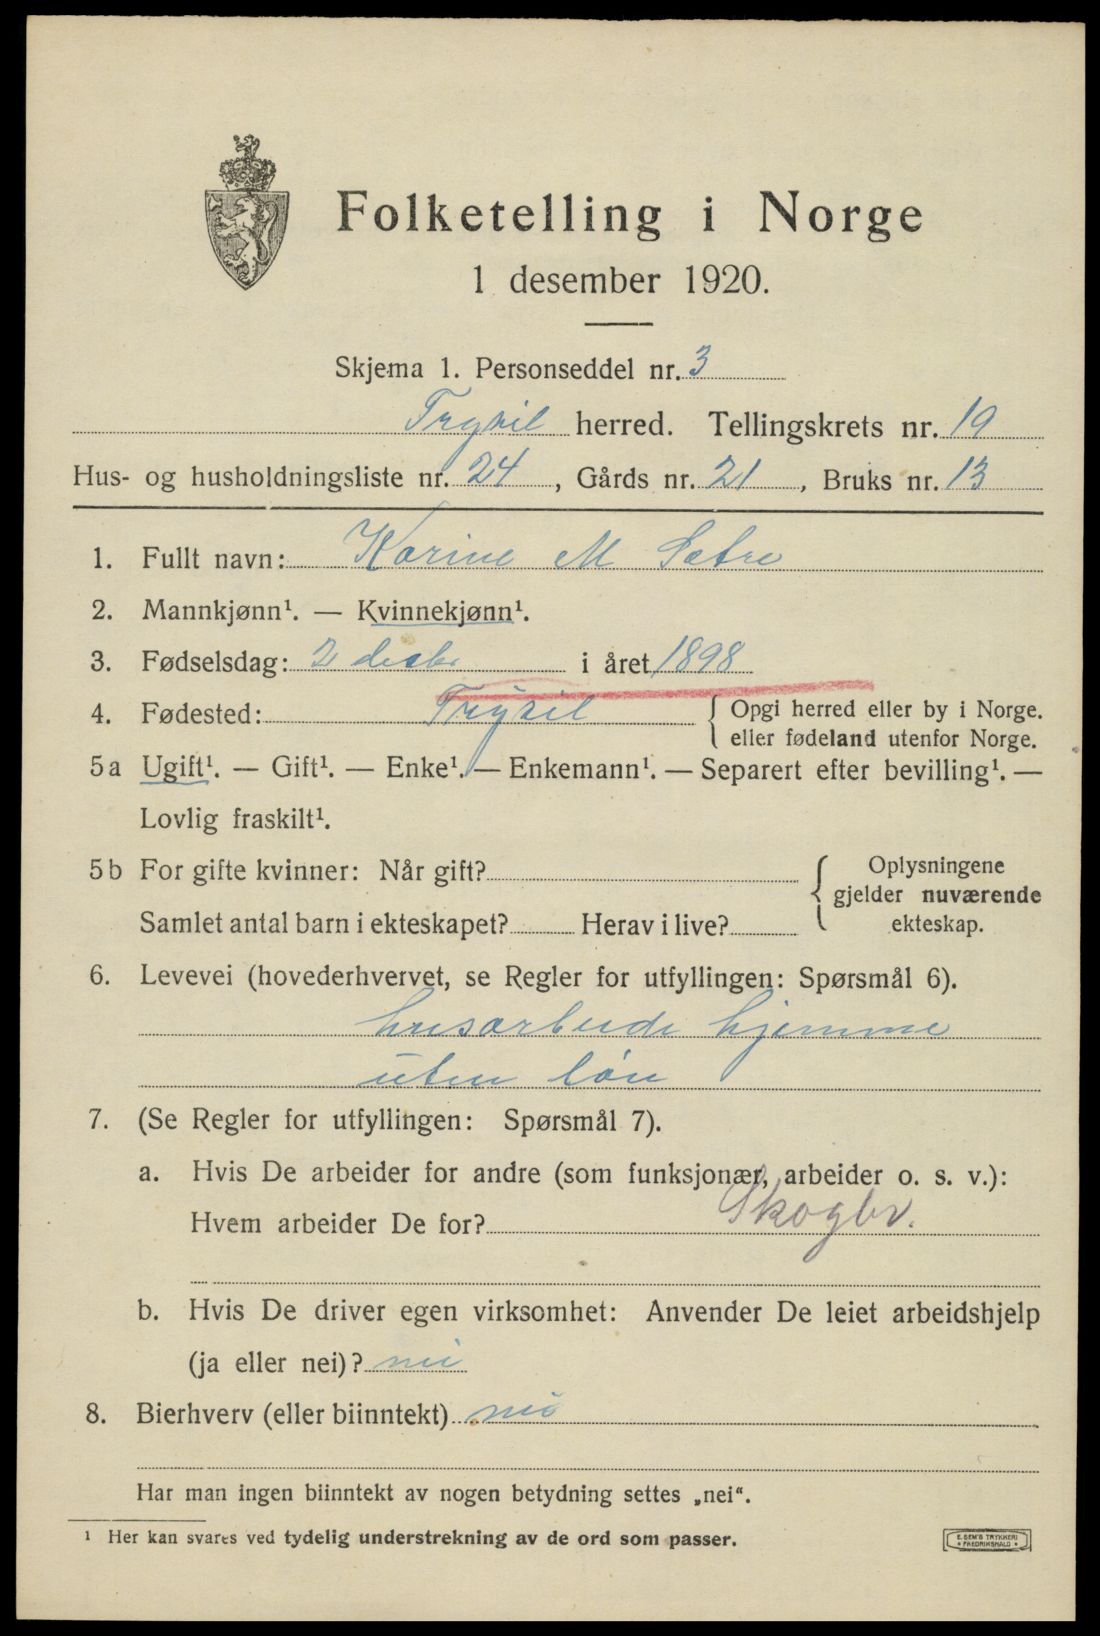 Folketelling i Norge
1 desember 1920.
Skjema 1. Personseddel nr. 3
Trysil herred. Tellingskrets nr. 19
Hus- og husholdningsliste nr. 24, Gårds nr. 21, Bruks nr. 13
1. Fullt navn: Karine M Sætre
2. Mannkjønn¹. — Kvinnekjønn¹.
3. Fødselsdag: 2 desbr i året 1898
4. Fødested: Trysil { Opgi herred eller by i Norge.
eller fødeland utenfor Norge.
5a Ugift¹. — Gift¹. — Enke¹. — Enkemann¹. — Separert efter bevilling¹. —
Lovlig fraskilt¹.
5b For gifte kvinner: Når gift? { Oplysningene
gjelder nuværende
Samlet antal barn i ekteskapet? Herav i live? ekteskap.
6. Levevei (hovederhvervet, se Regler for utfyllingen: Spørsmål 6).
husarbeide hjemme
uten løn
7. (Se Regler for utfyllingen: Spørsmål 7).
a. Hvis De arbeider for andre (som funksjonær, arbeider o. s. v.):
Hvem arbeider De for? Skogbr.
b. Hvis De driver egen virksomhet: Anvender De leiet arbeidshjelp
(ja eller nei)? nei
8. Bierhverv (eller biinntekt) nei
Har man ingen biinntekt av nogen betydning settes „nei“.
¹ Her kan svares ved tydelig understrekning av de ord som passer.
E. SEM'S TRYKKERI
• FREDRIKSHALD •